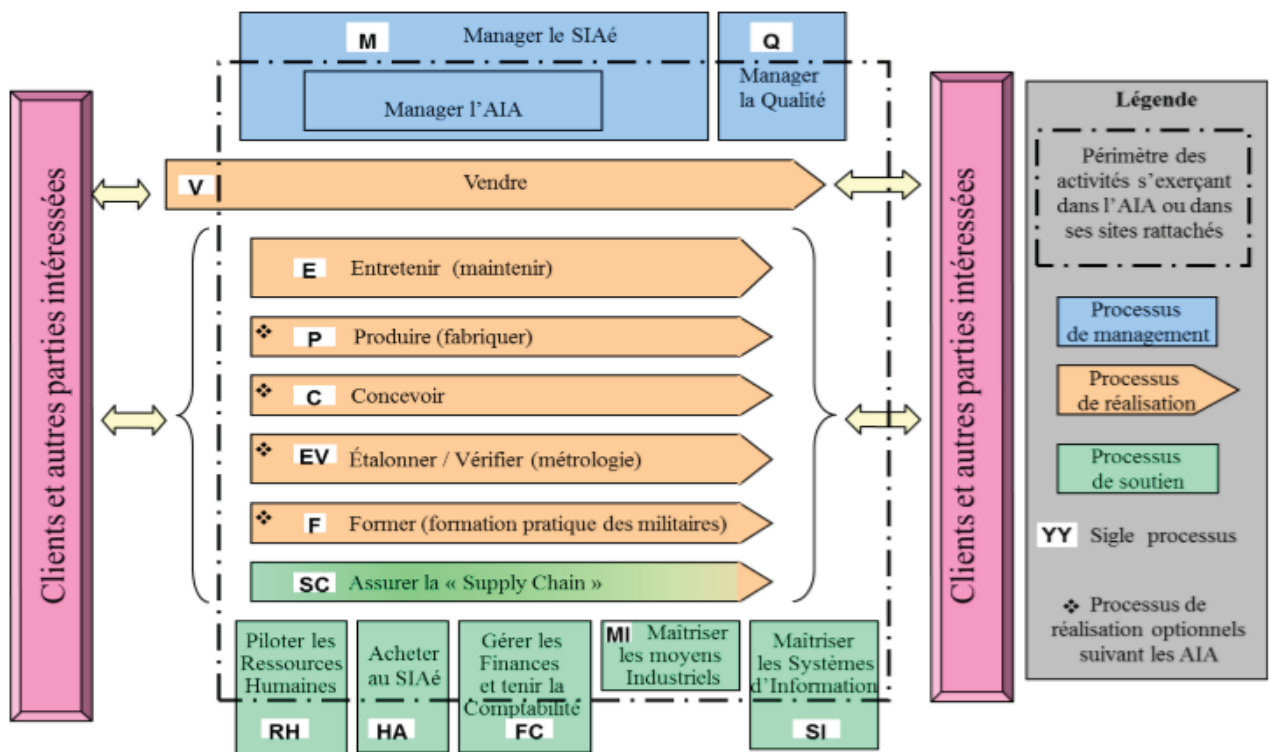 M Manager le SIAé
Manager l'AIA
Q
Manager
la Qualité
Clients et autres parties intéressées
V Vendre
E Entretenir (maintenir)
❖ P Produire (fabriquer)
❖ C Concevoir
❖ EV Étalonner / Vérifier (métrologie)
❖ F Former (formation pratique des militaires)
SC Assurer la « Supply Chain »
Piloter les
Ressources
Humaines
RH
Acheter
au SIAé
HA
Gérer les
Finances
et tenir la
Comptabilité
FC
MI Maîtriser
les moyens
Industriels
Maîtriser
les Systèmes
d'Information
SI
Clients et autres parties intéressées
Légende
Périmètre des
activités s'exerçant
dans l'AIA ou dans
ses sites rattachés
Processus
de management
Processus
de réalisation
Processus
de soutien
YY Sigle processus
❖ Processus de
réalisation optionnels
suivant les AIA